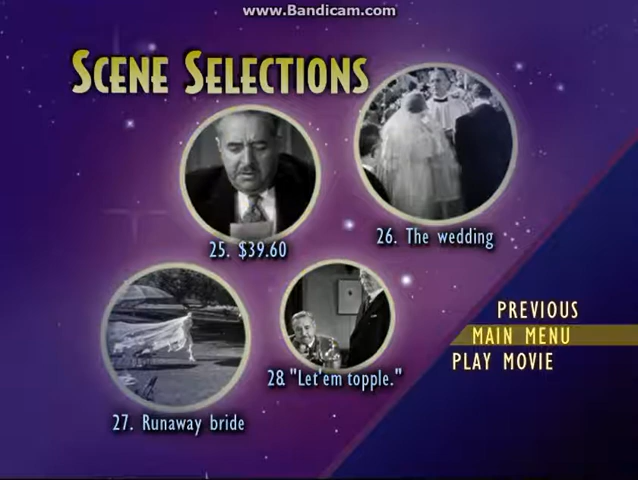 www.Bandicam.com
SCENE SELECTIONS
25. $39.60
26. The wedding
27. Runaway bride
28. "Let'em topple."
PREVIOUS
MAIN MENU
PLAY MOVIE